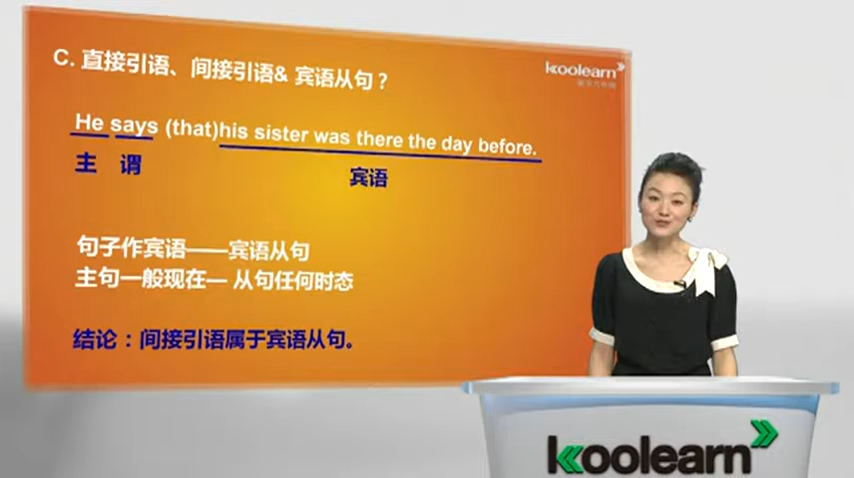 C. 直接引语、间接引语& 宾语从句？
koolearn
He says (that)his sister was there the day before.
主 谓
宾语
句子作宾语——宾语从句
主句一般现在— 从句任何时态
结论：间接引语属于宾语从句。
koolearn